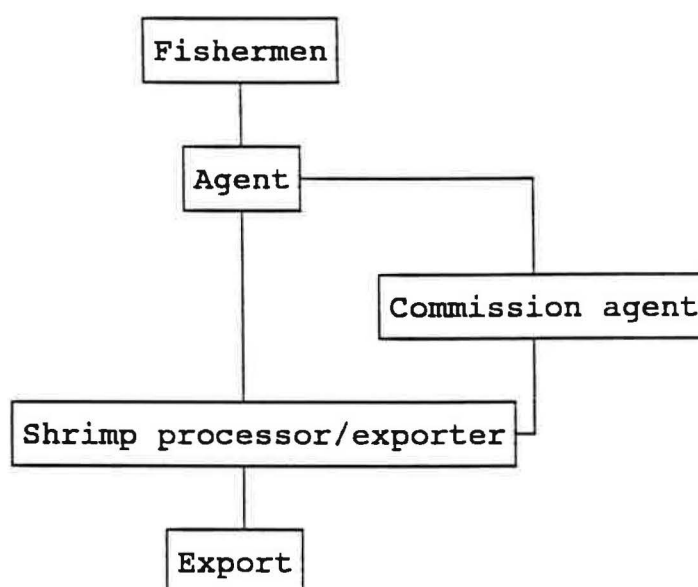 Fishermen
Agent
Commission agent
Shrimp processor/exporter
Export